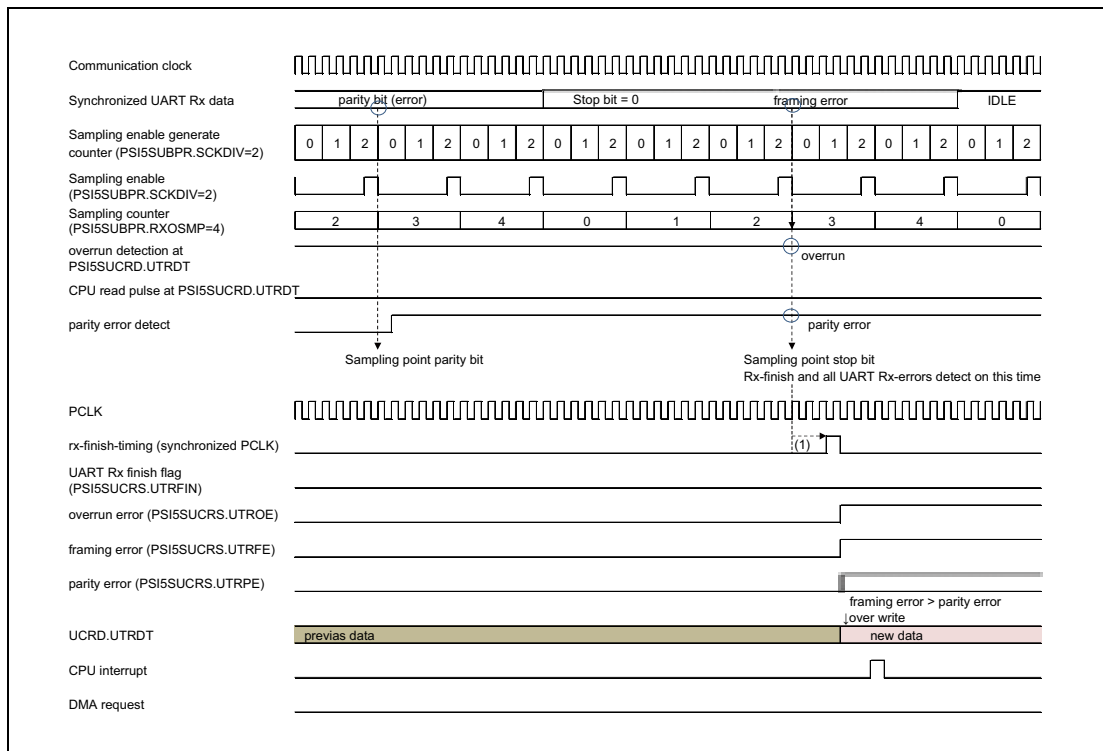 Communication clock
Synchronized UART Rx data
parity bit (error)
Stop bit = 0
framing error
IDLE
Sampling enable generate
counter (PSI5SUBPR.SCKDIV=2)
0 1 2 0 1 2 0 1 2 0 1 2 0 1 2 0 1 2 0 1 2 0 1 2 0 1 2
Sampling enable
(PSI5SUBPR.SCKDIV=2)
Sampling counter
(PSI5SUBPR.RXOSMP=4)
2 3 4 0 1 2 3 4 0
overrun detection at
PSI5SUCRD.UTRDT
overrun
CPU read pulse at PSI5SUCRD.UTRDT
parity error detect
parity error
Sampling point parity bit
Sampling point stop bit
Rx-finish and all UART Rx-errors detect on this time
PCLK
rx-finish-timing (synchronized PCLK)
(1)
UART Rx finish flag
(PSI5SUCRS.UTRFIN)
overrun error (PSI5SUCRS.UTROE)
framing error (PSI5SUCRS.UTRFE)
parity error (PSI5SUCRS.UTRPE)
framing error > parity error
↓over write
UCRD.UTRDT
previas data
new data
CPU interrupt
DMA request